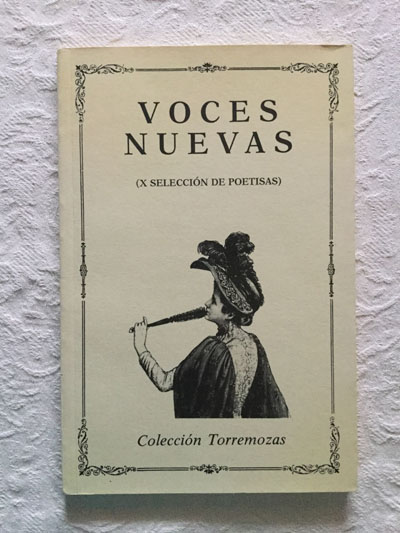 VOCES
NUEVAS
(X SELECCIÓN DE POETISAS)
Colección Torremozas